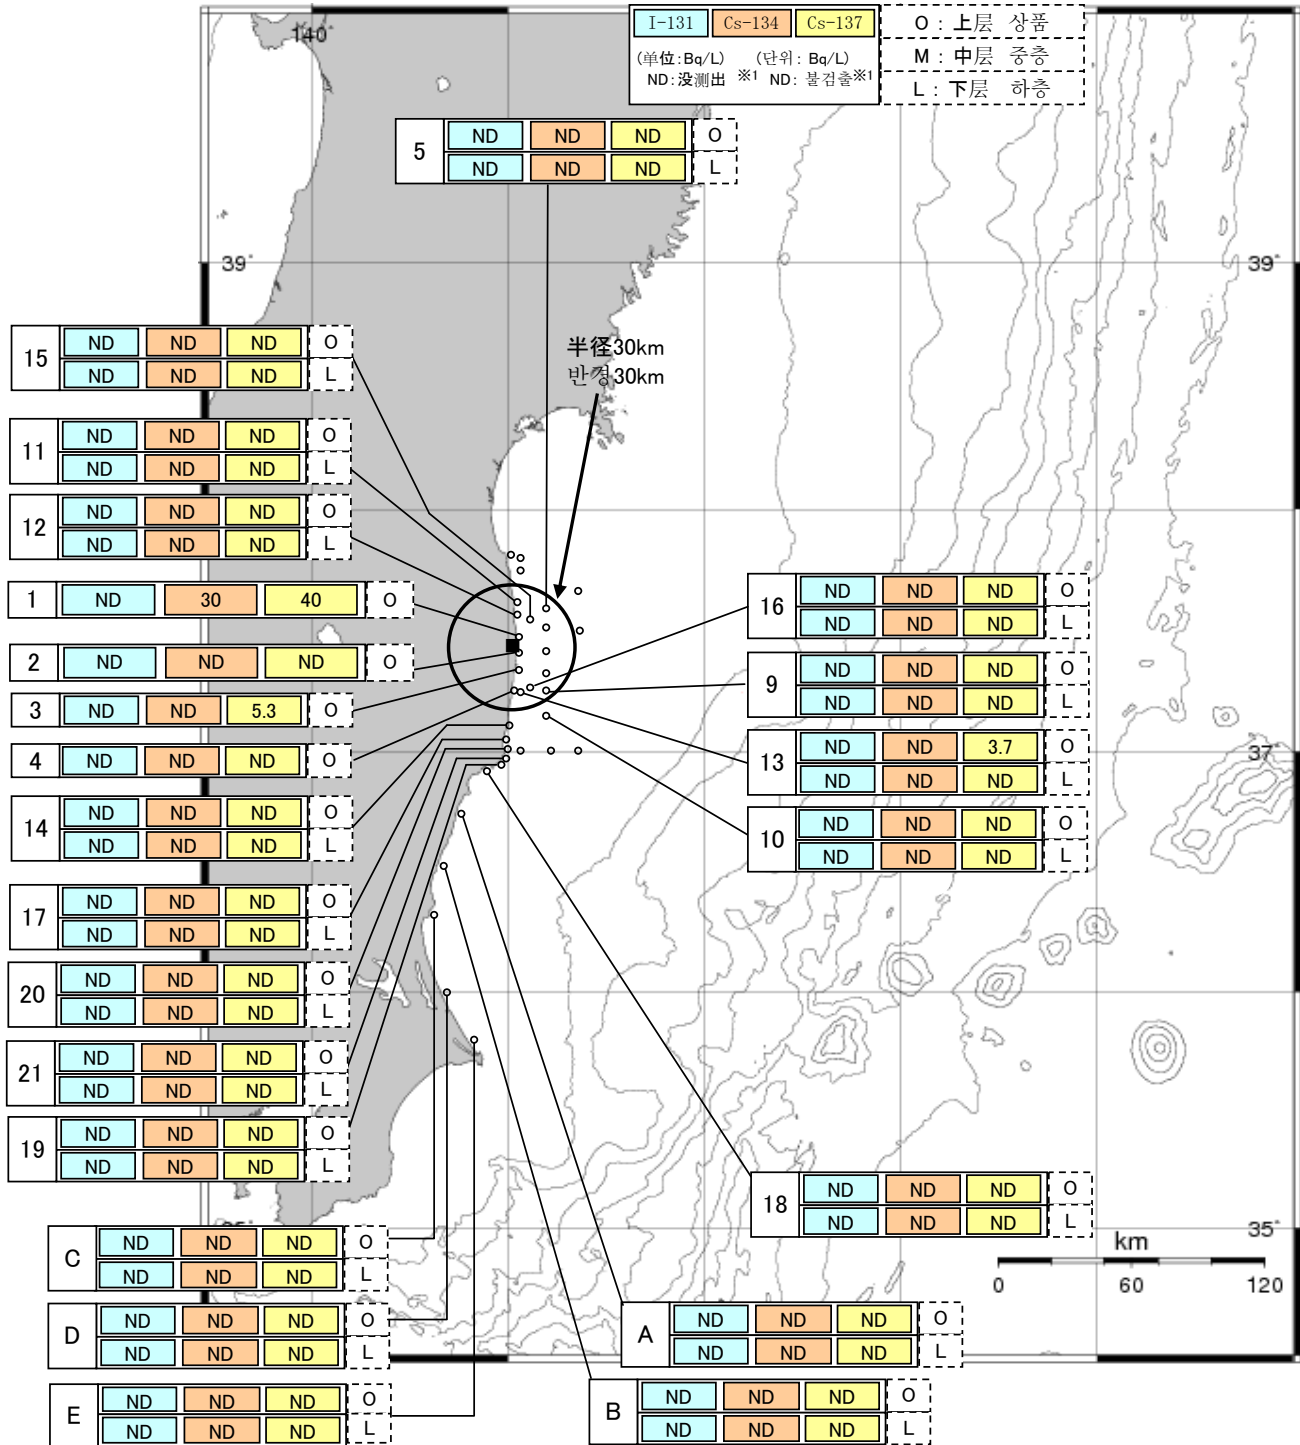 140°
I-131 Cs-134 Cs-137
(单位:Bq/L) (단위: Bq/L)
ND:没測出 ※1 ND: 불검출※1
O : 上层 상품
M : 中层 중층
L : 下层 하층
5 ND ND ND O
ND ND ND L
39° 39°
半径30km
반경30km
15 ND ND ND O
ND ND ND L
11 ND ND ND O
ND ND ND L
12 ND ND ND O
ND ND ND L
1 ND 30 40 O
2 ND ND ND O
3 ND ND 5.3 O
4 ND ND ND O
14 ND ND ND O
ND ND ND L
17 ND ND ND O
ND ND ND L
20 ND ND ND O
ND ND ND L
21 ND ND ND O
ND ND ND L
19 ND ND ND O
ND ND ND L
16 ND ND ND O
ND ND ND L
9 ND ND ND O
ND ND ND L
37°
13 ND ND 3.7 O
ND ND ND L
10 ND ND ND O
ND ND ND L
18 ND ND ND O
ND ND ND L
35°
km
0 60 120
C ND ND ND O
ND ND ND L
D ND ND ND O
ND ND ND L
E ND ND ND O
ND ND ND L
A ND ND ND O
ND ND ND L
B ND ND ND O
ND ND ND L